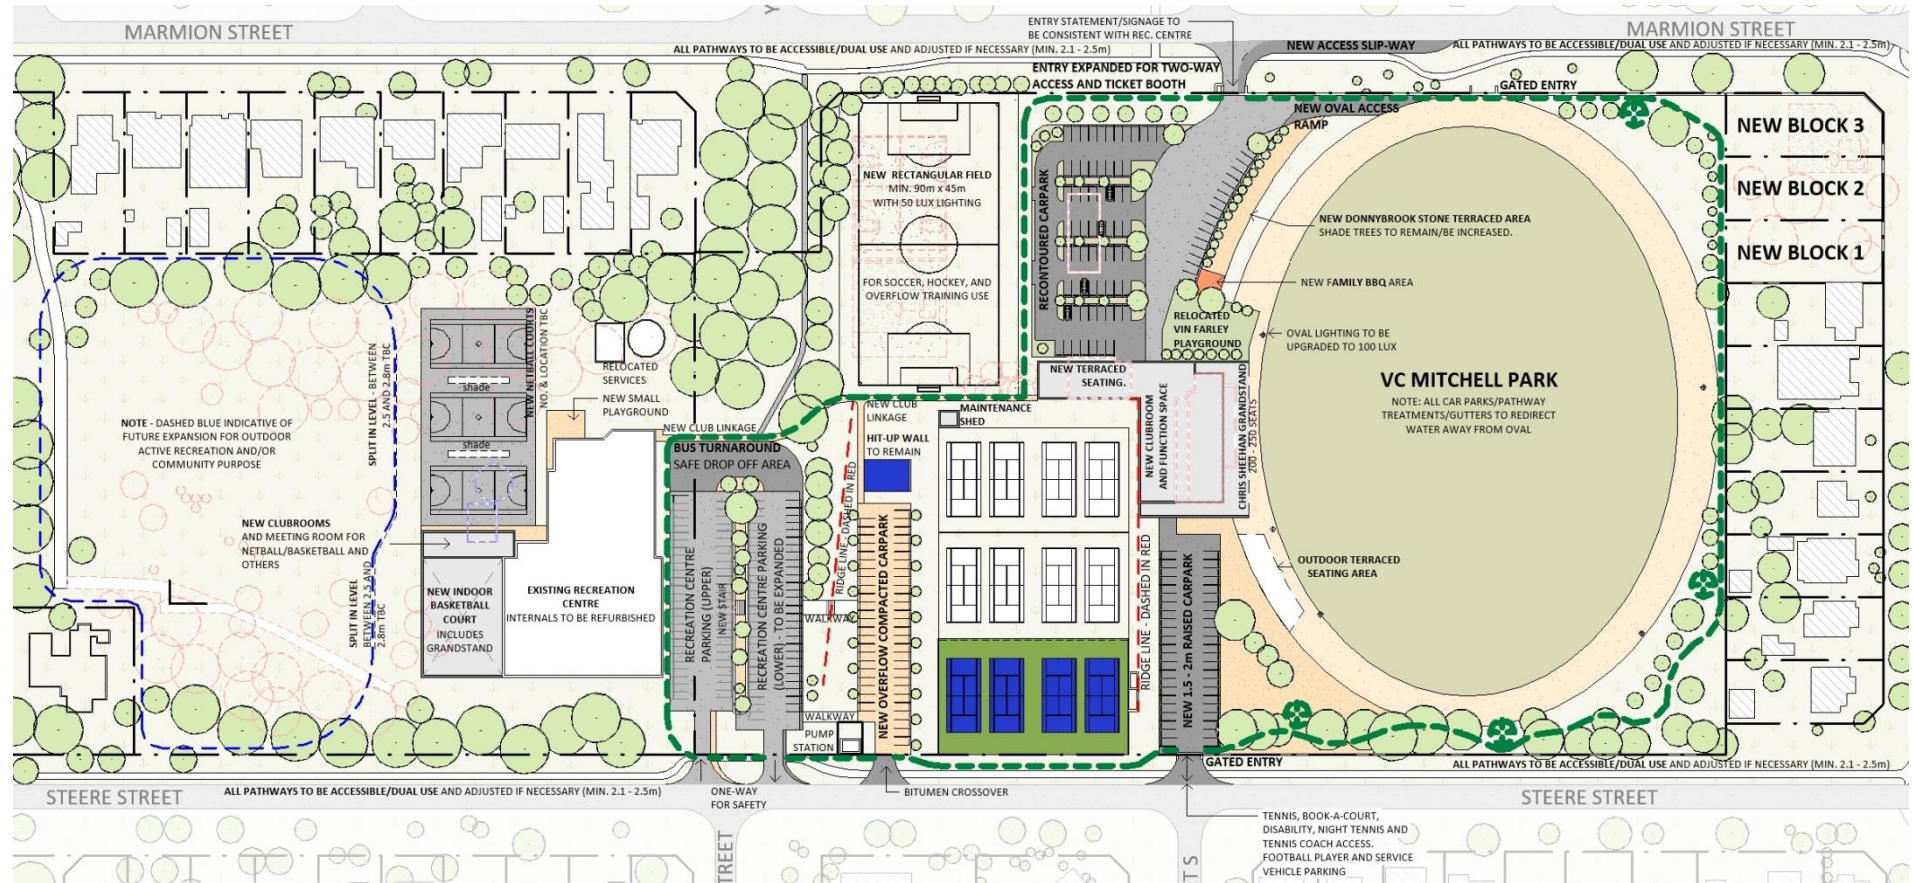 MARMION STREET
ENTRY STATEMENT/SIGNAGE TO
BE CONSISTENT WITH REC. CENTRE
MARMION STREET
ALL PATHWAYS TO BE ACCESSIBLE/DUAL USE AND ADJUSTED IF NECESSARY (MIN. 2.1 - 2.5m)
NEW ACCESS SLIP-WAY
ALL PATHWAYS TO BE ACCESSIBLE/DUAL USE AND ADJUSTED IF NECESSARY (MIN. 2.1 - 2.5m)
ENTRY EXPANDED FOR TWO-WAY
ACCESS AND TICKET BOOTH
GATED ENTRY
NEW OVAL ACCESS
RAMP
NEW BLOCK 3
NEW BLOCK 2
NEW BLOCK 1
NEW RECTANGULAR FIELD
MIN. 90m x 45m
WITH 50 LUX LIGHTING
FOR SOCCER, HOCKEY, AND
OVERFLOW TRAINING USE
RECONTOURED CARPARK
NEW DONNYBROOK STONE TERRACED AREA
SHADE TREES TO REMAIN/BE INCREASED.
NEW FAMILY BBQ AREA
RELOCATED
VIN FARLEY
PLAYGROUND
OVAL LIGHTING TO BE
UPGRADED TO 100 LUX
VC MITCHELL PARK
NOTE: ALL CAR PARKS/PATHWAY
TREATMENTS/GUTTERS TO REDIRECT
WATER AWAY FROM OVAL
NEW TERRACED
SEATING.
NEW CLUBROOM
AND FUNCTION SPACE
CHRIS SHEEHAN GRANDSTAND
200 - 250 SEATS
SPLIT IN LEVEL - BETWEEN
2.5 AND 2.8m TBC
shade
shade
NEW NETBALL COURTS
NO. & LOCATION TBC
RELOCATED
SERVICES
NEW SMALL
PLAYGROUND
NOTE - DASHED BLUE INDICATIVE OF
FUTURE EXPANSION FOR OUTDOOR
ACTIVE RECREATION AND/OR
COMMUNITY PURPOSE
NEW CLUBROOMS
AND MEETING ROOM FOR
NETBALL/BASKETBALL AND
OTHERS
SPLIT IN LEVEL
BETWEEN 2.5 AND
2.8m TBC
NEW INDOOR
BASKETBALL
COURT
INCLUDES
GRANDSTAND
EXISTING RECREATION
CENTRE
INTERNALS TO BE REFURBISHED
NEW CLUB LINKAGE
BUS TURNAROUND
SAFE DROP OFF AREA
RECREATION CENTRE
PARKING (UPPER)
NEW STAIR
RECREATION CENTRE PARKING
(LOWER) - TO BE EXPANDED
NEW CLUB
LINKAGE
HIT-UP WALL
TO REMAIN
MAINTENANCE
SHED
RIDGE LINE - DASHED IN RED
WALKWAY
WALKWAY
PUMP
STATION
NEW OVERFLOW COMPACTED CARPARK
RIDGE LINE - DASHED IN RED
NEW 1.5 - 2m RAISED CARPARK
OUTDOOR TERRACED
SEATING AREA
GATED ENTRY
ALL PATHWAYS TO BE ACCESSIBLE/DUAL USE AND ADJUSTED IF NECESSARY (MIN. 2.1 - 2.5m)
STEERE STREET
ALL PATHWAYS TO BE ACCESSIBLE/DUAL USE AND ADJUSTED IF NECESSARY (MIN. 2.1 - 2.5m)
ONE-WAY
FOR SAFETY
BITUMEN CROSSOVER
STEERE STREET
TENNIS, BOOK-A-COURT,
DISABILITY, NIGHT TENNIS AND
TENNIS COACH ACCESS.
FOOTBALL PLAYER AND SERVICE
VEHICLE PARKING